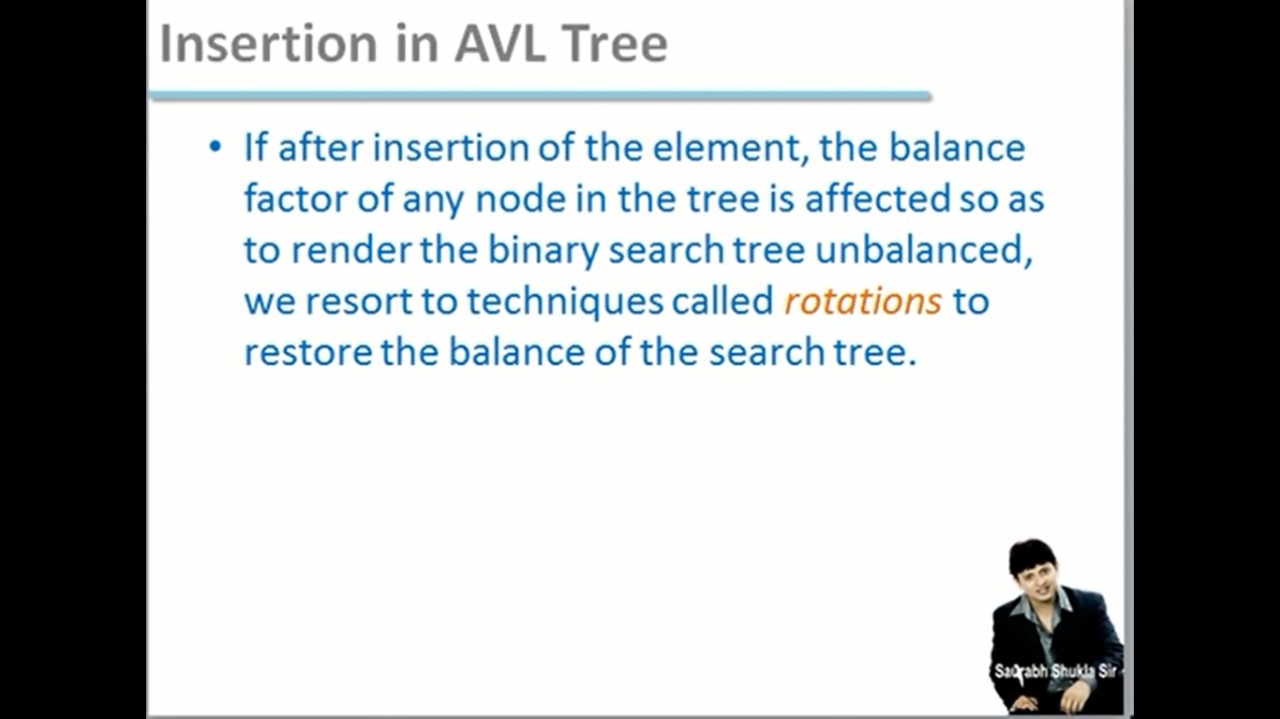 Insertion in AVL Tree
• If after insertion of the element, the balance
factor of any node in the tree is affected so as
to render the binary search tree unbalanced,
we resort to techniques called rotations to
restore the balance of the search tree.
Saurabh Shukla Sir